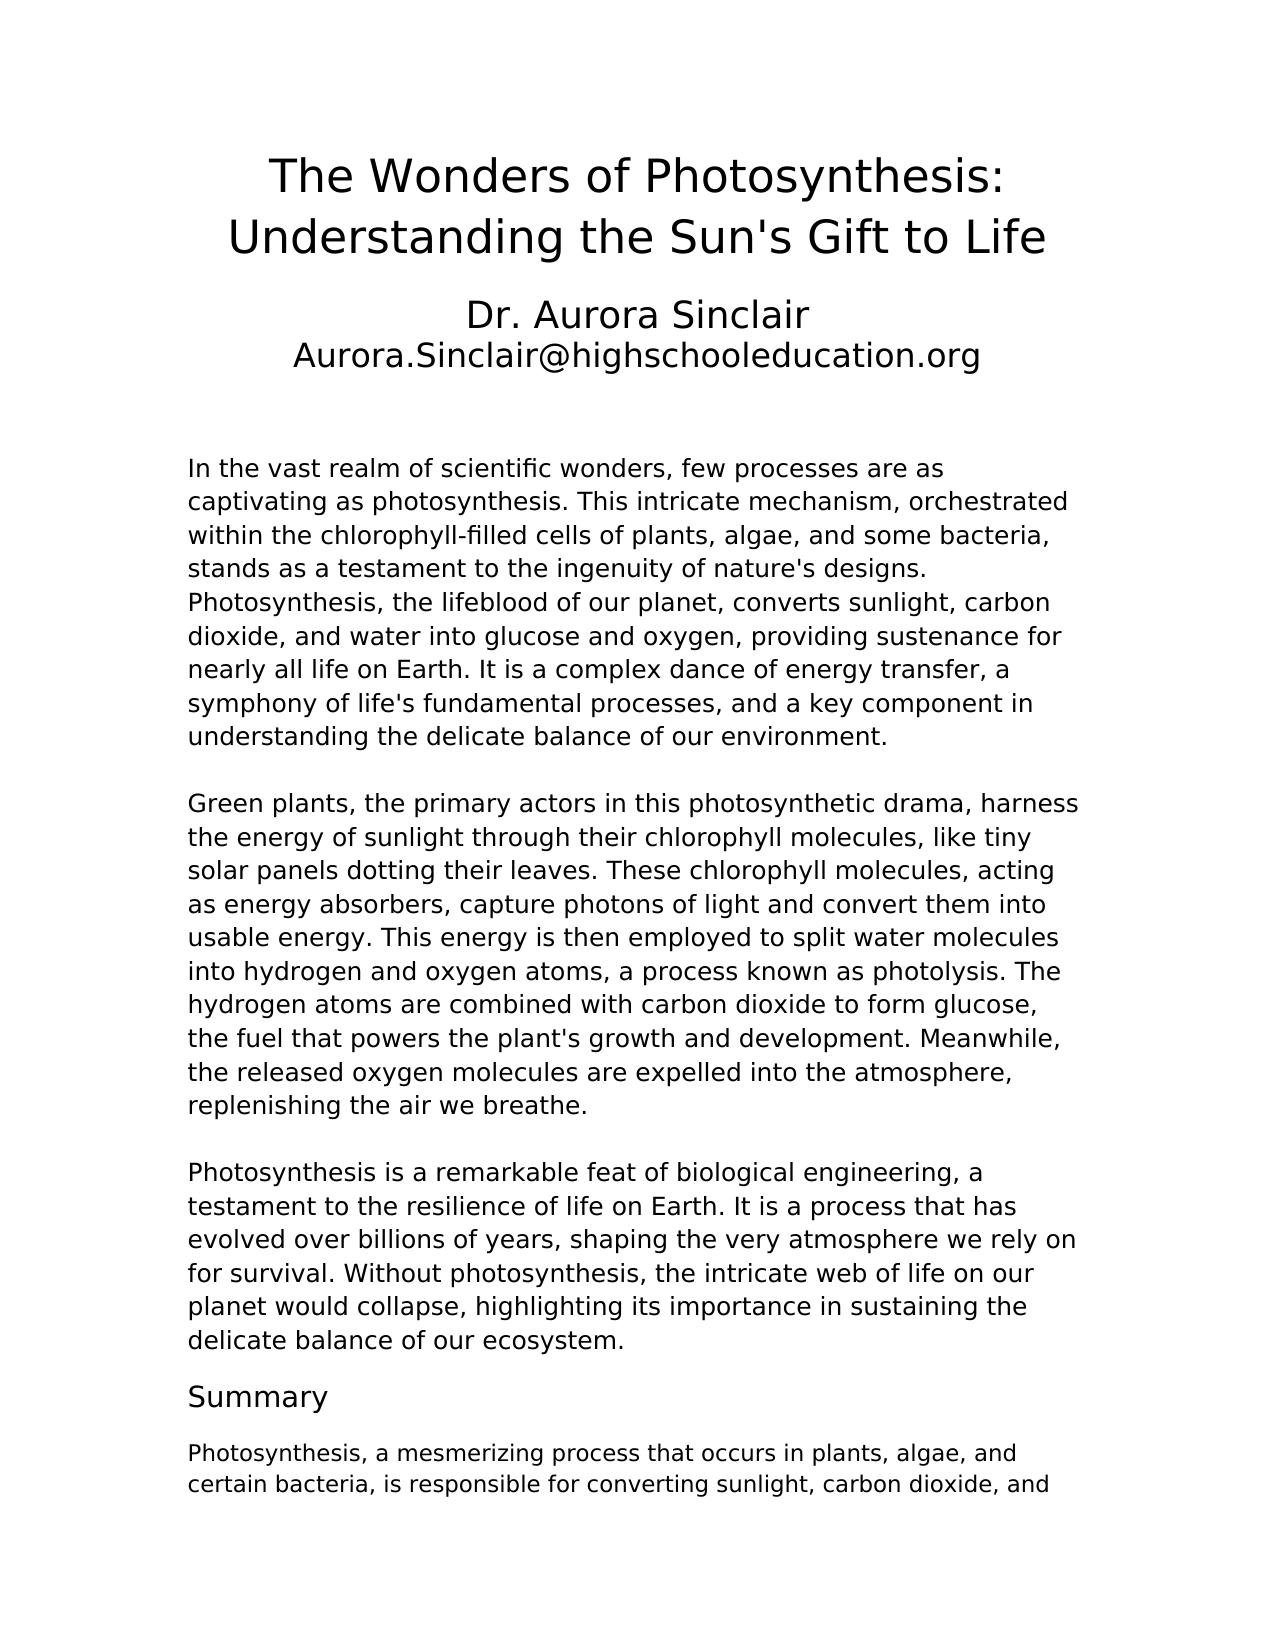 The Wonders of Photosynthesis:
Understanding the Sun's Gift to Life
Dr. Aurora Sinclair
Aurora.Sinclair@highschooleducation.org
In the vast realm of scientific wonders, few processes are as
captivating as photosynthesis. This intricate mechanism, orchestrated
within the chlorophyll-filled cells of plants, algae, and some bacteria,
stands as a testament to the ingenuity of nature's designs.
Photosynthesis, the lifeblood of our planet, converts sunlight, carbon
dioxide, and water into glucose and oxygen, providing sustenance for
nearly all life on Earth. It is a complex dance of energy transfer, a
symphony of life's fundamental processes, and a key component in
understanding the delicate balance of our environment.
Green plants, the primary actors in this photosynthetic drama, harness
the energy of sunlight through their chlorophyll molecules, like tiny
solar panels dotting their leaves. These chlorophyll molecules, acting
as energy absorbers, capture photons of light and convert them into
usable energy. This energy is then employed to split water molecules
into hydrogen and oxygen atoms, a process known as photolysis. The
hydrogen atoms are combined with carbon dioxide to form glucose,
the fuel that powers the plant's growth and development. Meanwhile,
the released oxygen molecules are expelled into the atmosphere,
replenishing the air we breathe.
Photosynthesis is a remarkable feat of biological engineering, a
testament to the resilience of life on Earth. It is a process that has
evolved over billions of years, shaping the very atmosphere we rely on
for survival. Without photosynthesis, the intricate web of life on our
planet would collapse, highlighting its importance in sustaining the
delicate balance of our ecosystem.
Summary
Photosynthesis, a mesmerizing process that occurs in plants, algae, and
certain bacteria, is responsible for converting sunlight, carbon dioxide, and